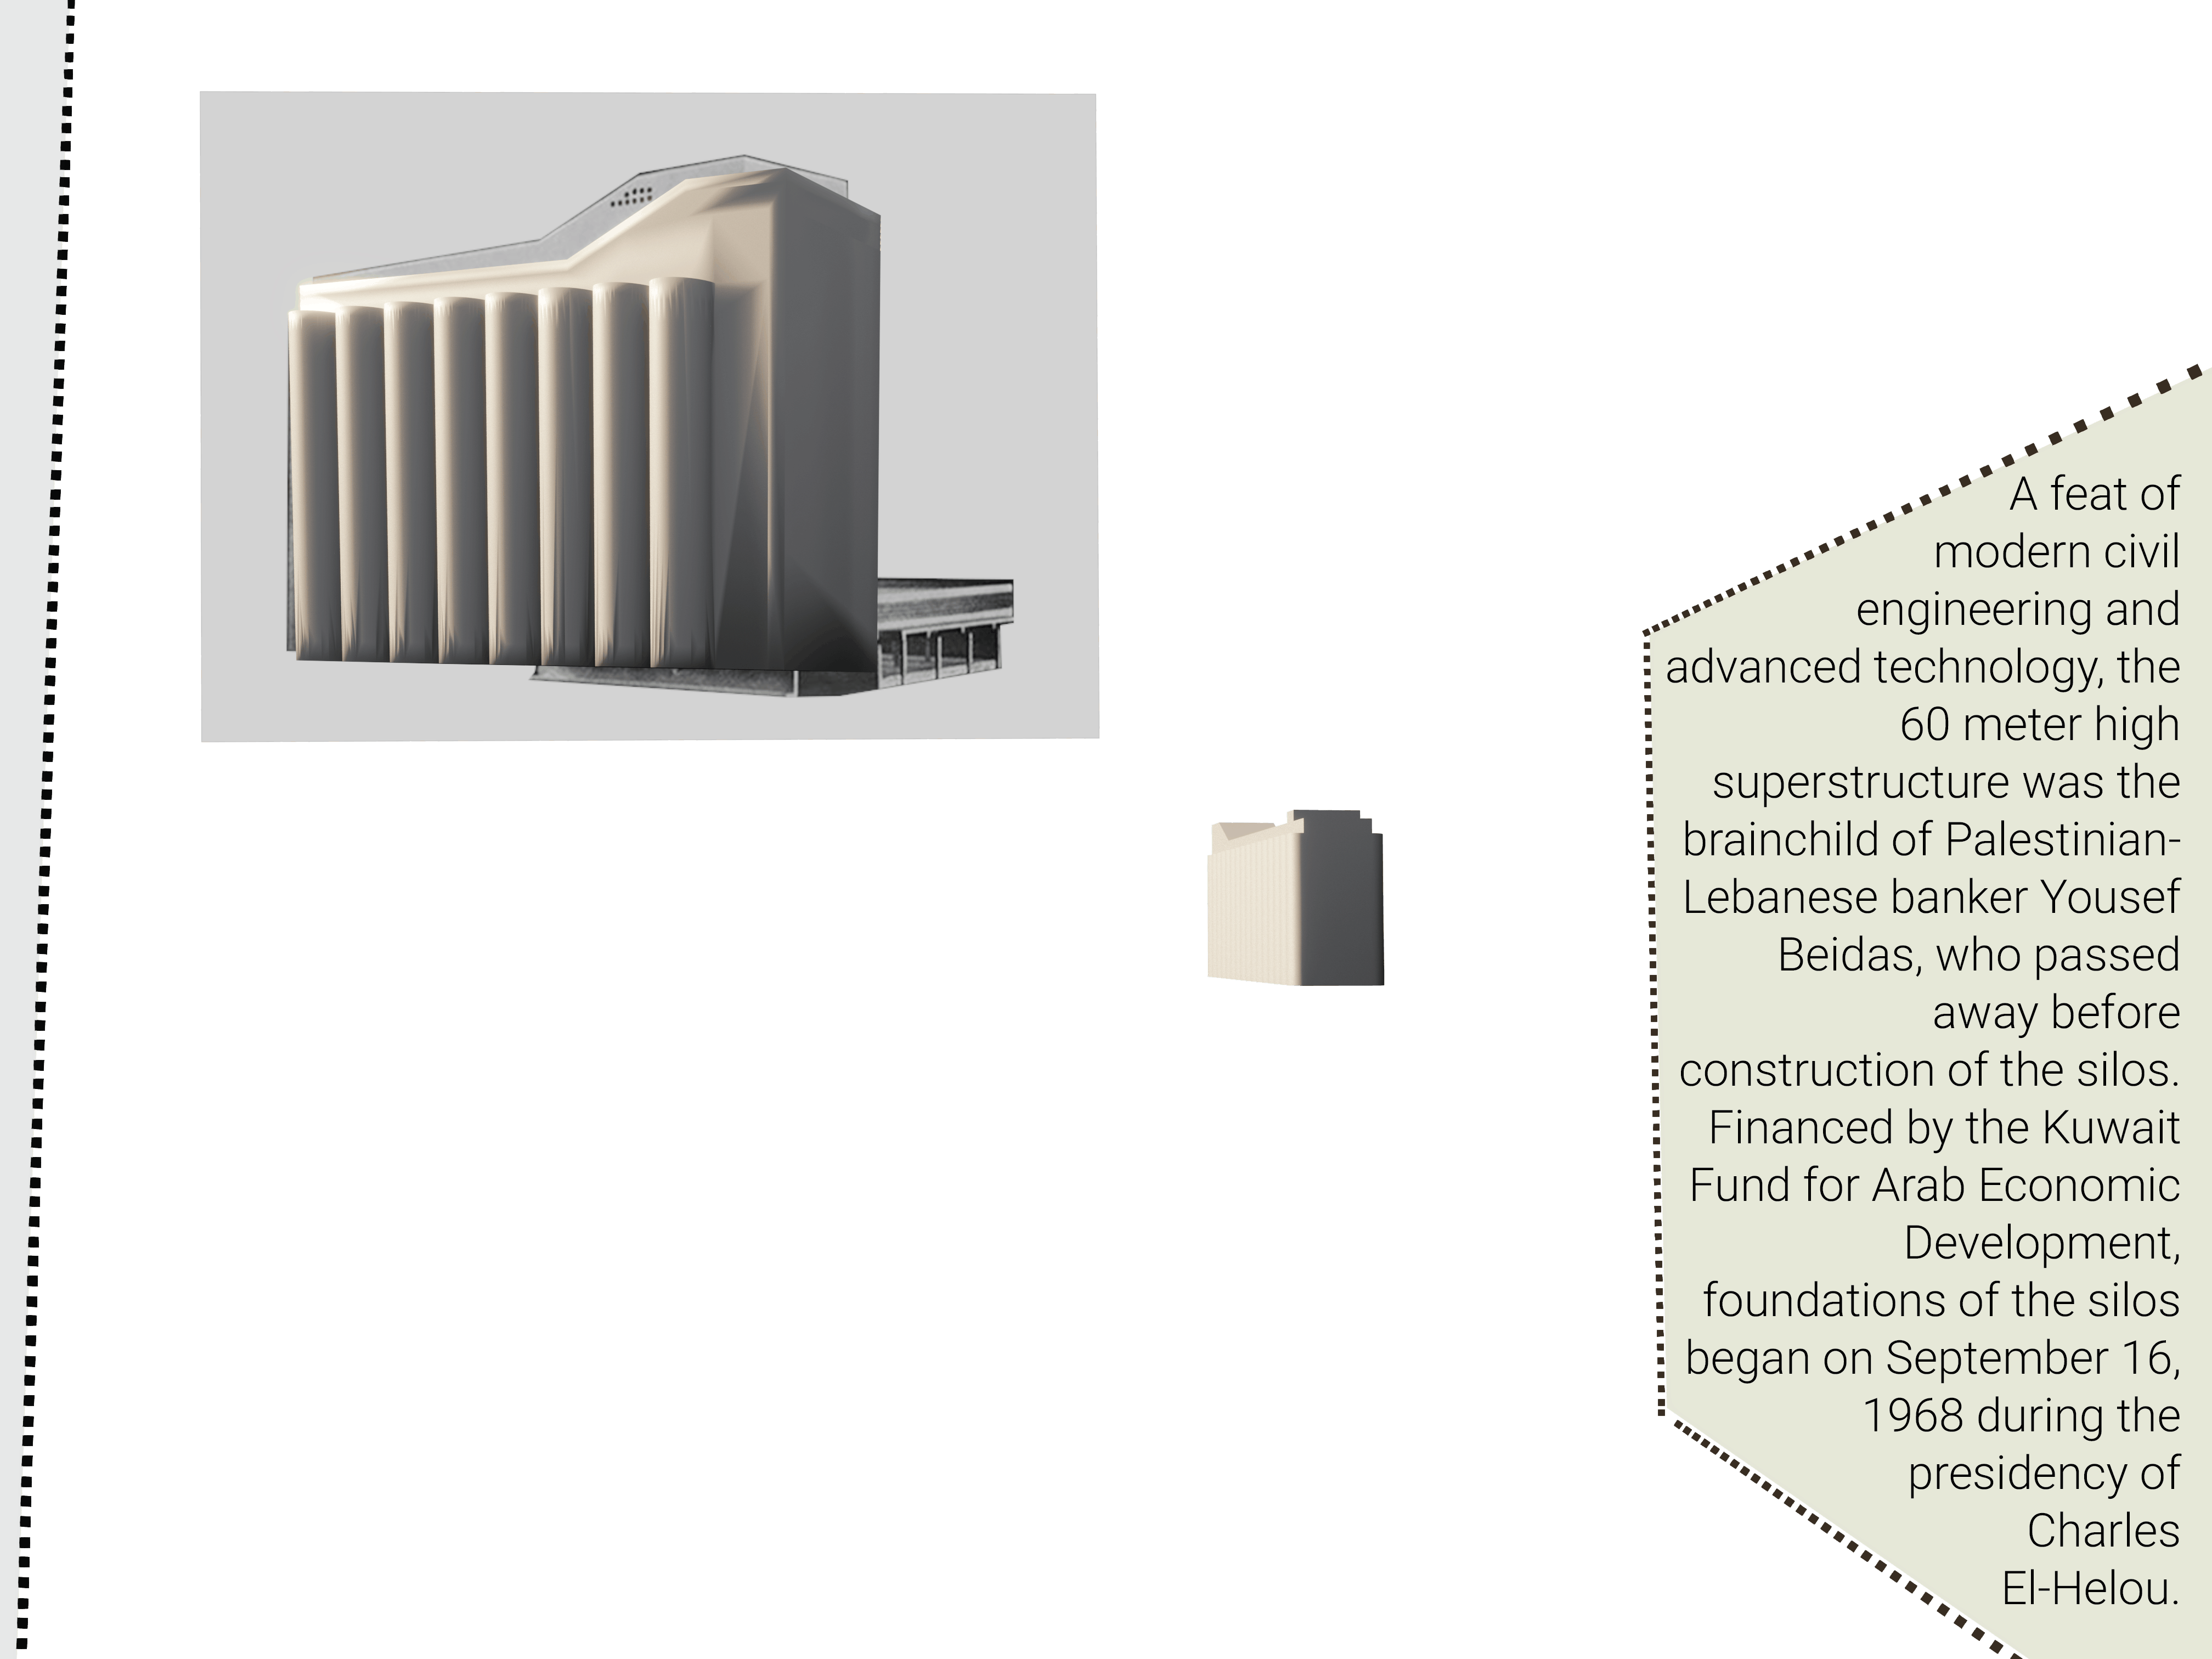 A feat of
modern civil
engineering and
advanced technology, the
60 meter high
superstructure was the
brainchild of Palestinian-
Lebanese banker Yousef
Beidas, who passed
away before
construction of the silos.
Financed by the Kuwait
Fund for Arab Economic
Development,
foundations of the silos
began on September 16,
1968 during the
presidency of
Charles
El-Helou.